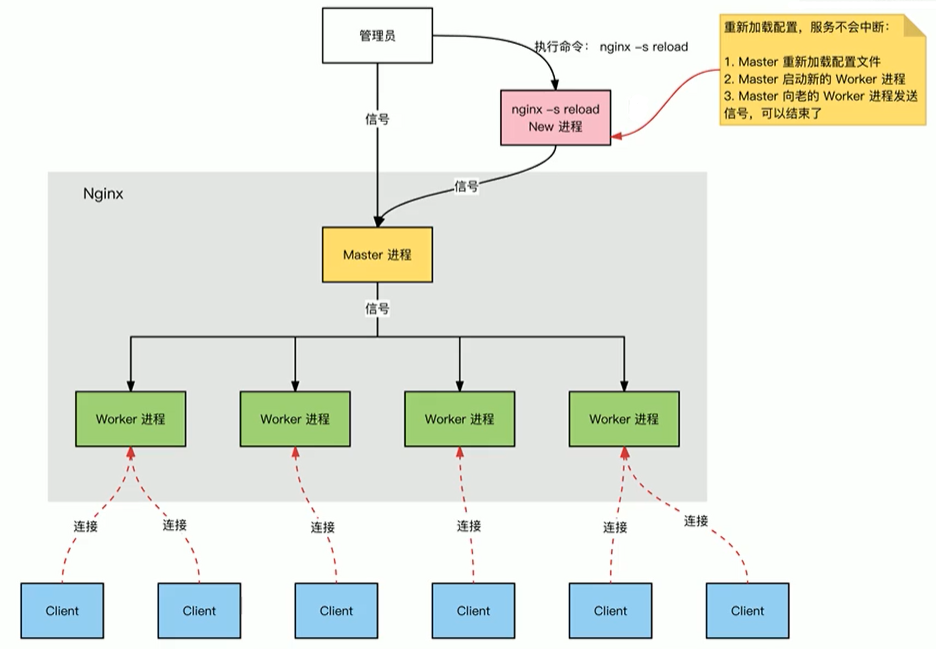 管理员
执行命令： nginx -s reload
重新加载配置，服务不会中断：
1. Master 重新加载配置文件
2. Master 启动新的 Worker 进程
3. Master 向老的 Worker 进程发送
信号，可以结束了
nginx -s reload
New 进程
信号
信号
Nginx
Master 进程
信号
Worker 进程
Worker 进程
Worker 进程
Worker 进程
连接
连接
连接
连接
连接
连接
Client
Client
Client
Client
Client
Client